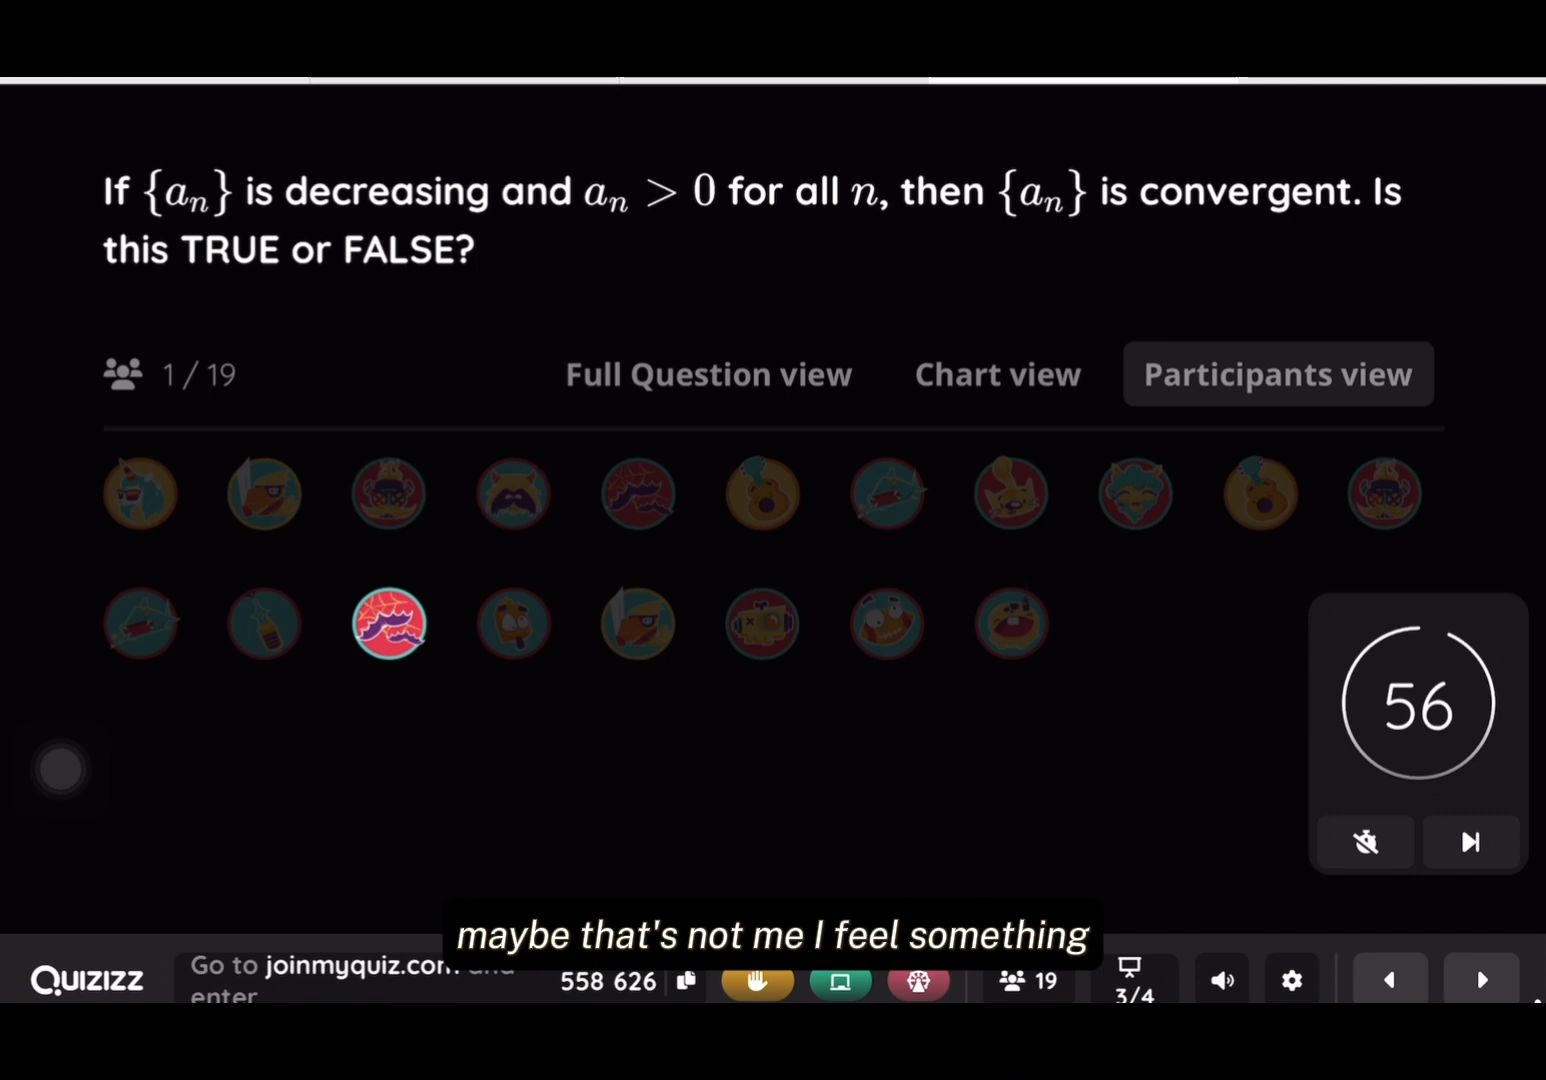 If {aₙ} is decreasing and aₙ > 0 for all n, then {aₙ} is convergent. Is
this TRUE or FALSE?
1 / 19
Full Question view
Chart view
Participants view
56
maybe that's not me I feel something
QUIZIZZ
Go to joinmyquiz.com and
enter
558 626
19
3/4